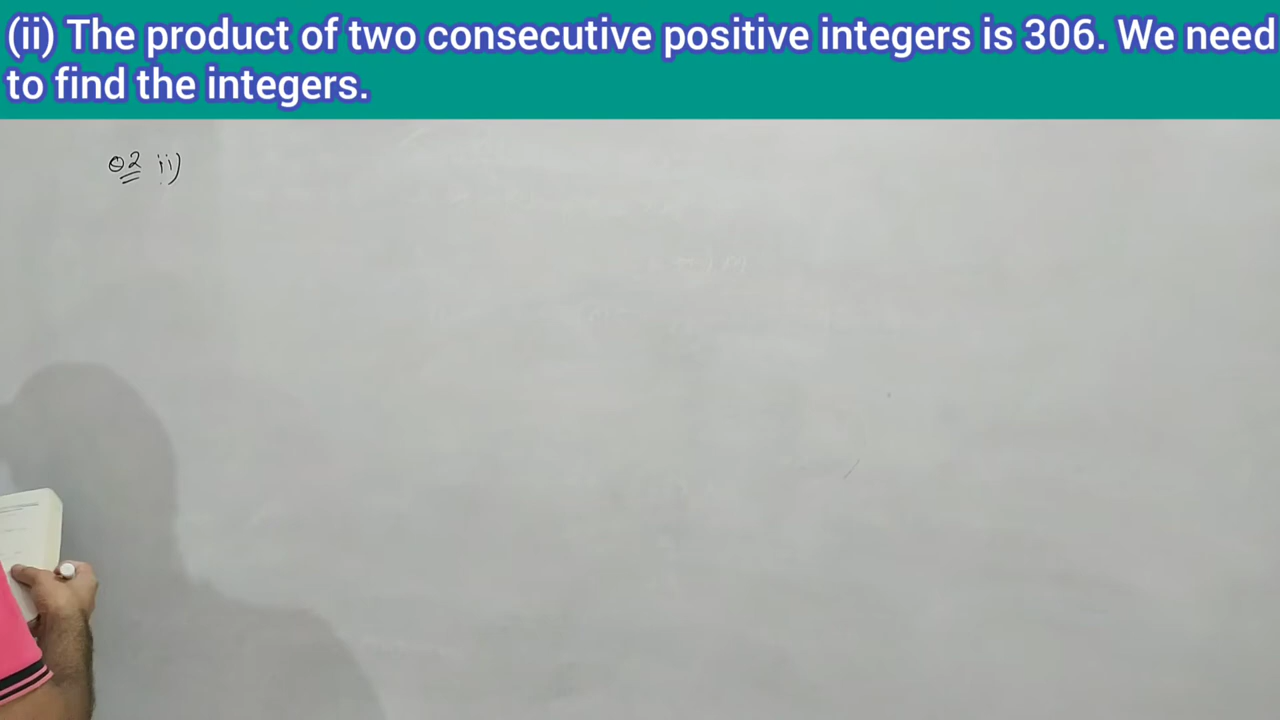 (ii) The product of two consecutive positive integers is 306. We need
to find the integers.
Q2 ii)